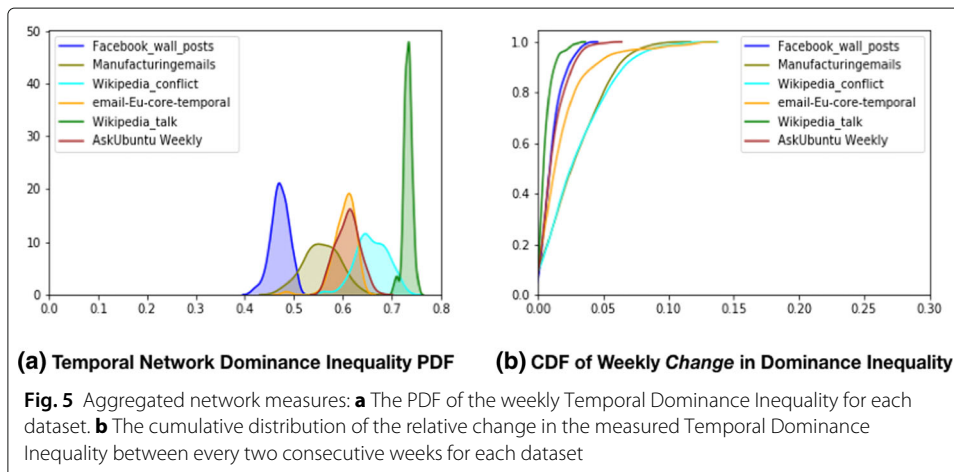 50
40
30
20
10
0
0.0 0.1 0.2 0.3 0.4 0.5 0.6 0.7 0.8
Facebook_wall_posts
Manufacturingemails
Wikipedia_conflict
email-Eu-core-temporal
Wikipedia_talk
AskUbuntu Weekly
(a) Temporal Network Dominance Inequality PDF
1.0
0.8
0.6
0.4
0.2
0.0
0.00 0.05 0.10 0.15 0.20 0.25 0.30
Facebook_wall_posts
Manufacturingemails
Wikipedia_conflict
email-Eu-core-temporal
Wikipedia_talk
AskUbuntu Weekly
(b) CDF of Weekly Change in Dominance Inequality
Fig. 5 Aggregated network measures: a The PDF of the weekly Temporal Dominance Inequality for each
dataset. b The cumulative distribution of the relative change in the measured Temporal Dominance
Inequality between every two consecutive weeks for each dataset